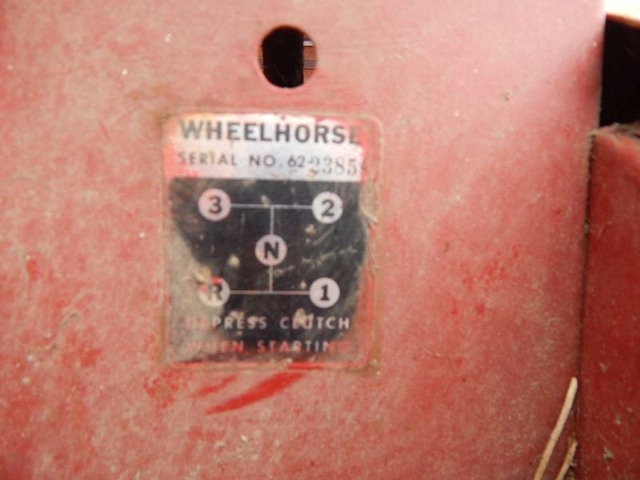 WHEELHORSE
SERIAL NO. 62-2385
3 2
N
R 1
DEPRESS CLUTCH
WHEN STARTING